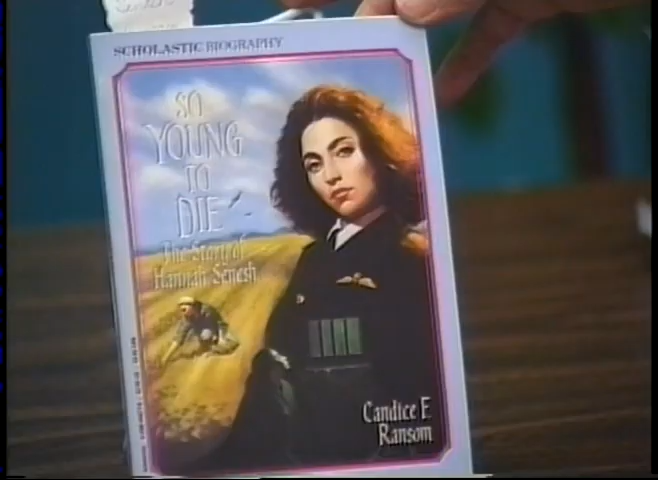 SCHOLASTIC BIOGRAPHY
SO
YOUNG
TO
DIE
The Story of
Hannah Senesh
Candice F.
Ransom